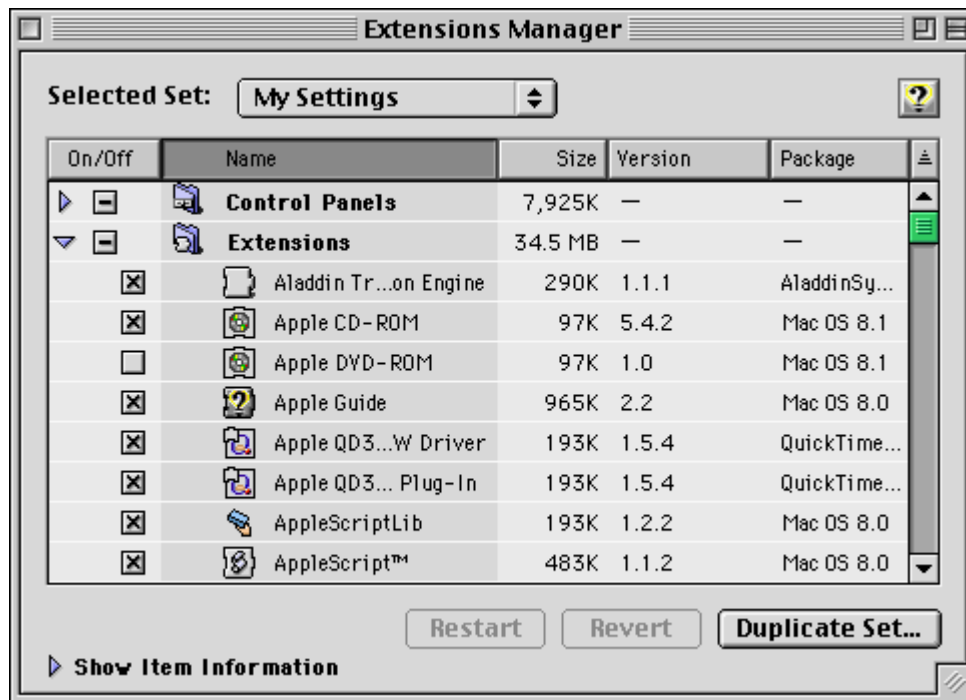 Extensions Manager
Selected Set: My Settings
On/Off Name Size Version Package
Control Panels 7,925K — —
Extensions 34.5 MB — —
Aladdin Tr...on Engine 290K 1.1.1 AladdinSy...
Apple CD-ROM 97K 5.4.2 Mac OS 8.1
Apple DVD-ROM 97K 1.0 Mac OS 8.1
Apple Guide 965K 2.2 Mac OS 8.0
Apple QD3...W Driver 193K 1.5.4 QuickTime...
Apple QD3... Plug-In 193K 1.5.4 QuickTime...
AppleScriptLib 193K 1.2.2 Mac OS 8.0
AppleScript™ 483K 1.1.2 Mac OS 8.0
Restart Revert Duplicate Set...
Show Item Information